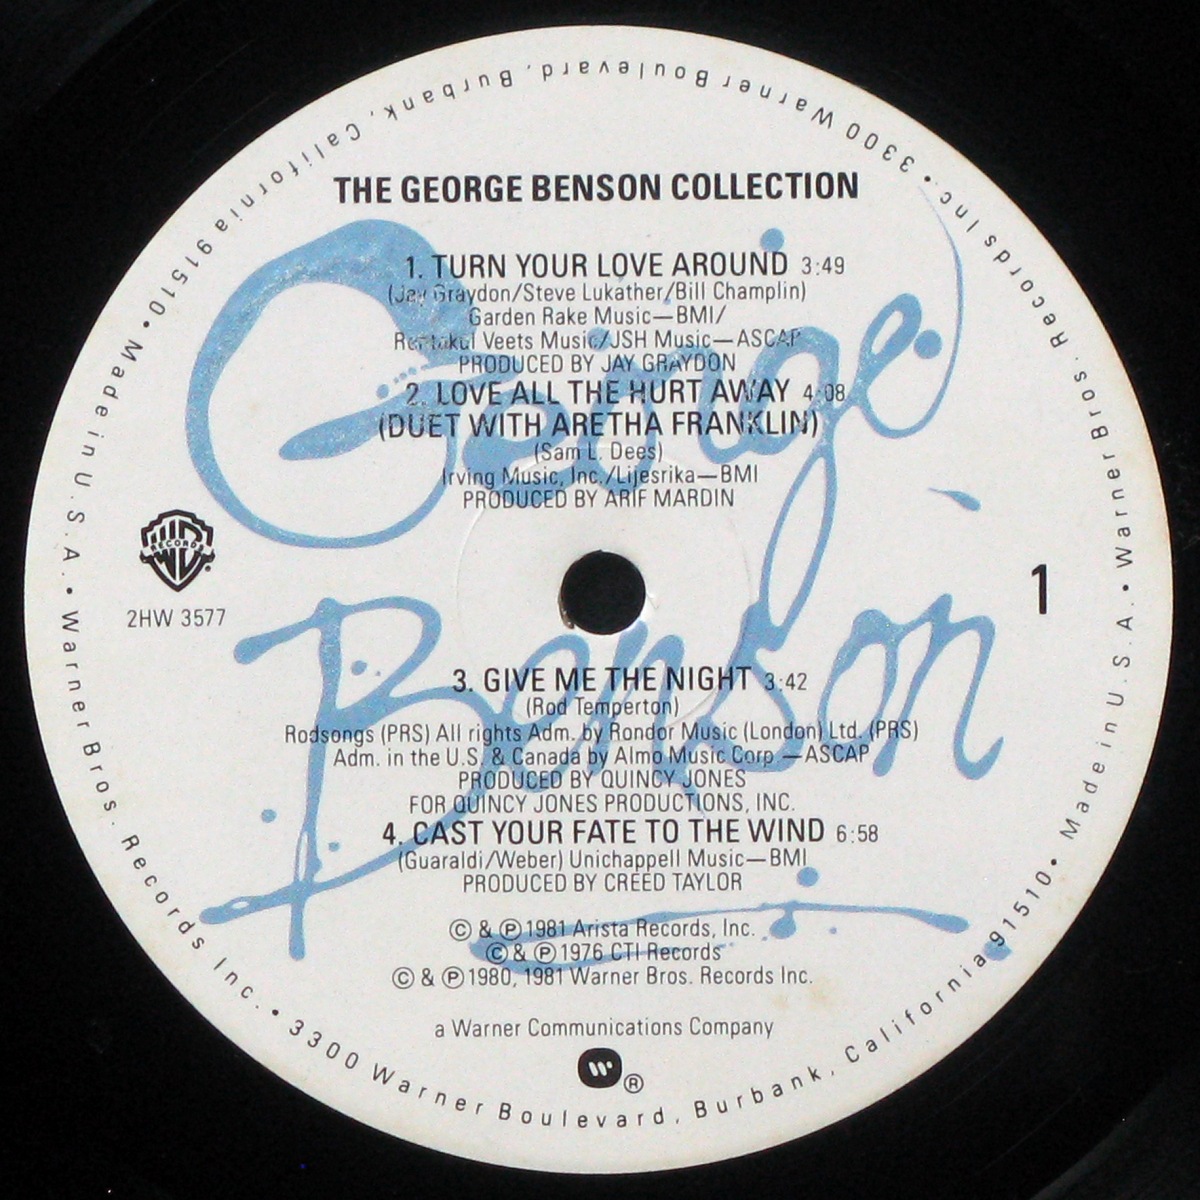 THE GEORGE BENSON COLLECTION
George
Benson
1. TURN YOUR LOVE AROUND 3:49
(Jay Graydon/Steve Lukather/Bill Champlin)
Garden Rake Music—BMI/
Rehtakul Veets Music/JSH Music—ASCAP
PRODUCED BY JAY GRAYDON
2. LOVE ALL THE HURT AWAY 4:08
(DUET WITH ARETHA FRANKLIN)
(Sam L. Dees)
Irving Music, Inc./Lijesrika—BMI
PRODUCED BY ARIF MARDIN
WB RECORDS ®
2HW 3577
1
3. GIVE ME THE NIGHT 3:42
(Rod Temperton)
Rodsongs (PRS) All rights Adm. by Rondor Music (London) Ltd. (PRS)
Adm. in the U.S. & Canada by Almo Music Corp.—ASCAP
PRODUCED BY QUINCY JONES
FOR QUINCY JONES PRODUCTIONS, INC.
4. CAST YOUR FATE TO THE WIND 6:58
(Guaraldi/Weber) Unichappell Music—BMI
PRODUCED BY CREED TAYLOR
© & ℗ 1981 Arista Records, Inc.
© & ℗ 1976 CTI Records
© & ℗ 1980, 1981 Warner Bros. Records Inc.
a Warner Communications Company
W ®
Warner Bros. Records Inc. • 3300 Warner Boulevard, Burbank, California 91510 • Made in U.S.A. • Warner Bros. Records Inc. • 3300 Warner Boulevard, Burbank, California 91510 • Made in U.S.A. •